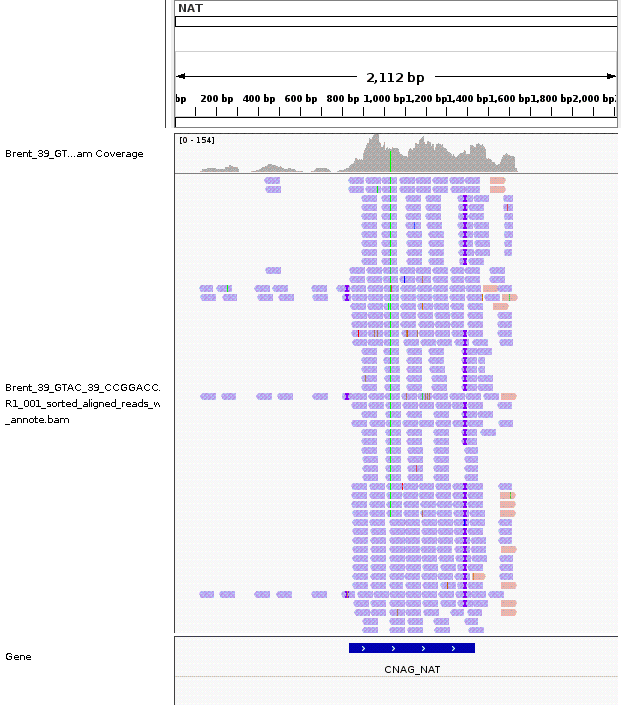 NAT
2,112 bp
bp 200 bp 400 bp 600 bp 800 bp 1,000 bp 1,200 bp 1,400 bp 1,600 bp 1,800 bp 2,000 bp
[0 - 154]
Brent_39_GT...am Coverage
Brent_39_GTAC_39_CCGGACC.
R1_001_sorted_aligned_reads_w
_annote.bam
Gene
CNAG_NAT